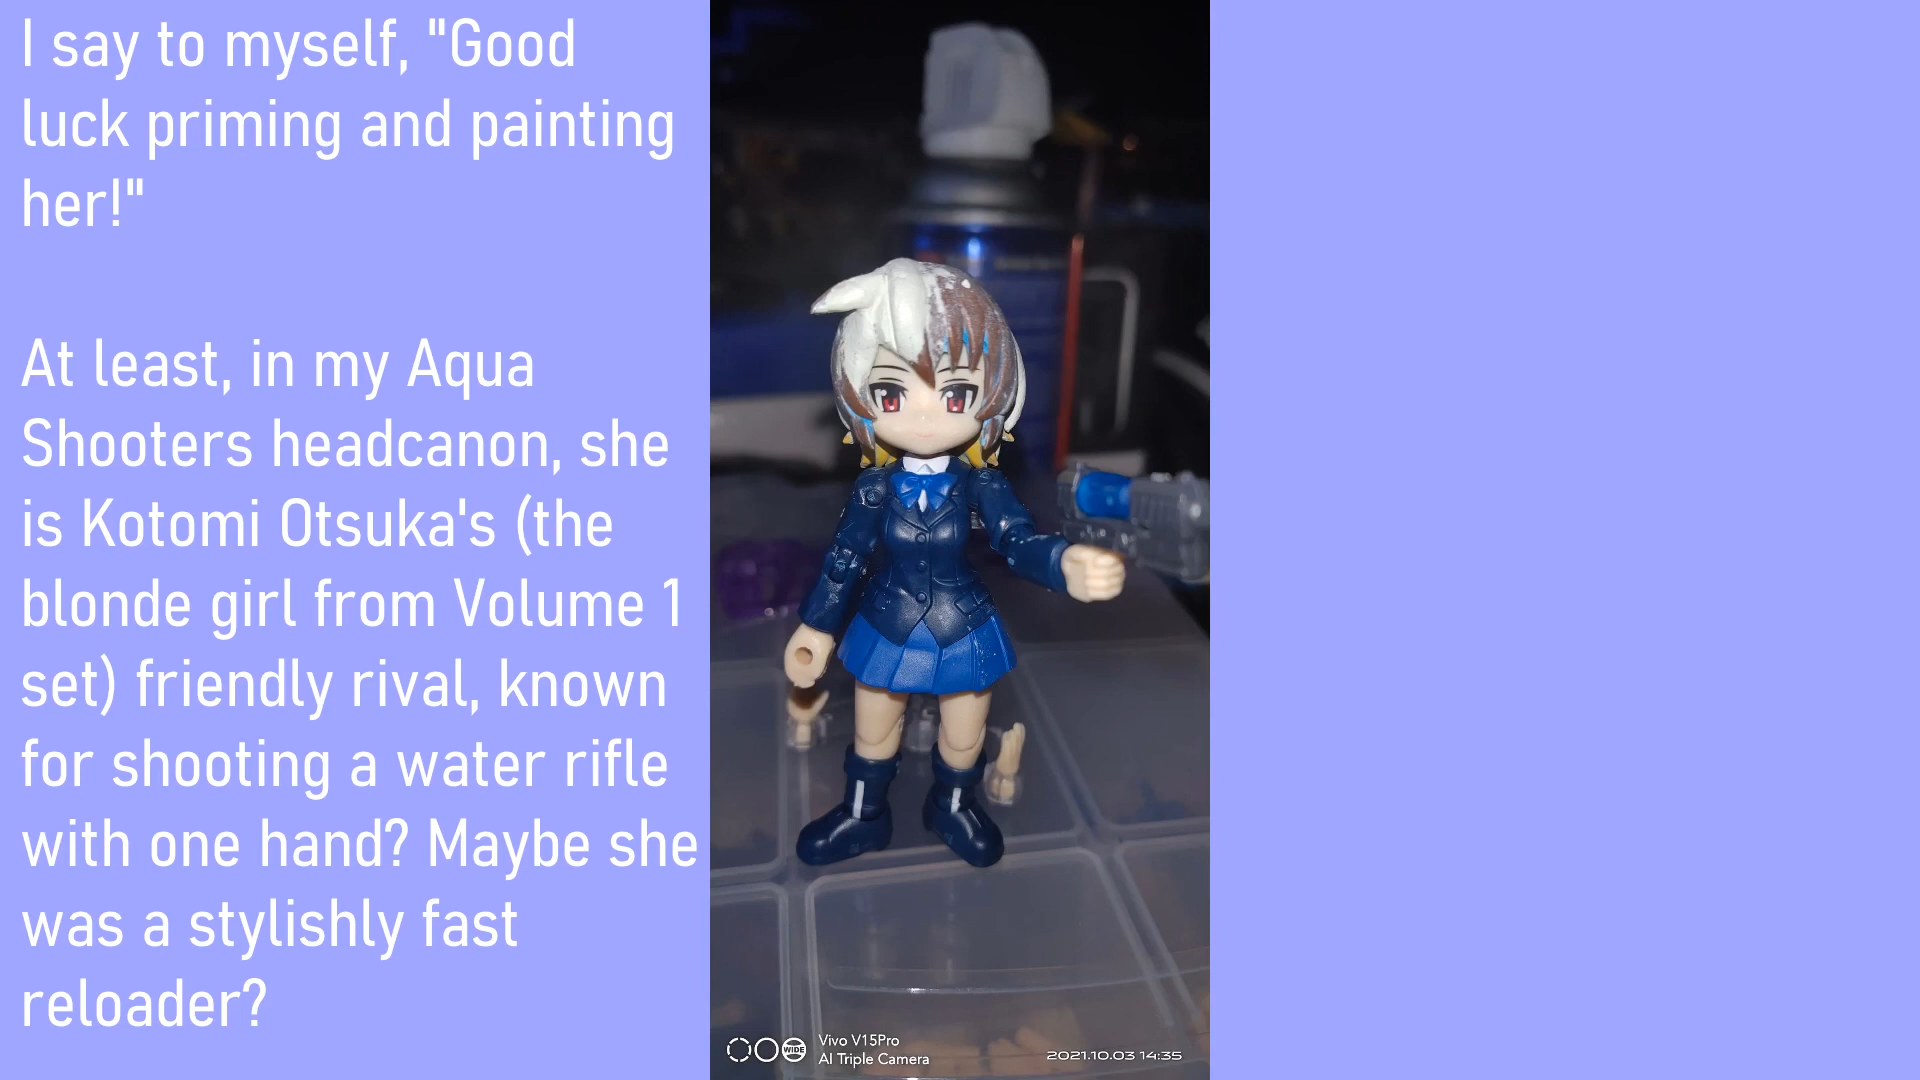 I say to myself, "Good
luck priming and painting
her!"
At least, in my Aqua
Shooters headcanon, she
is Kotomi Otsuka's (the
blonde girl from Volume 1
set) friendly rival, known
for shooting a water rifle
with one hand? Maybe she
was a stylishly fast
reloader?
WIDE
Vivo V15Pro
AI Triple Camera
2021.10.03 14:35